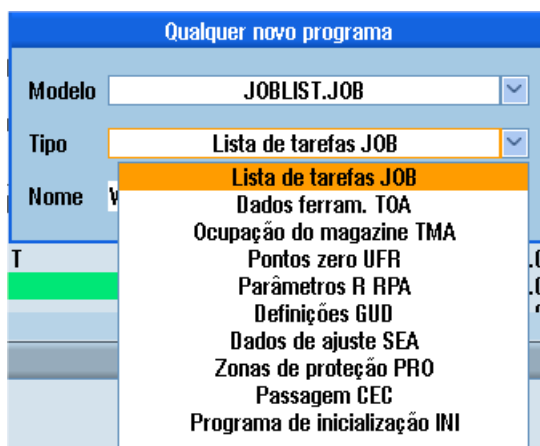 Qualquer novo programa
Modelo JOBLIST.JOB
Tipo Lista de tarefas JOB
Nome
Lista de tarefas JOB
Dados ferram. TOA
Ocupação do magazine TMA
Pontos zero UFR
Parâmetros R RPA
Definições GUD
Dados de ajuste SEA
Zonas de proteção PRO
Passagem CEC
Programa de inicialização INI
T